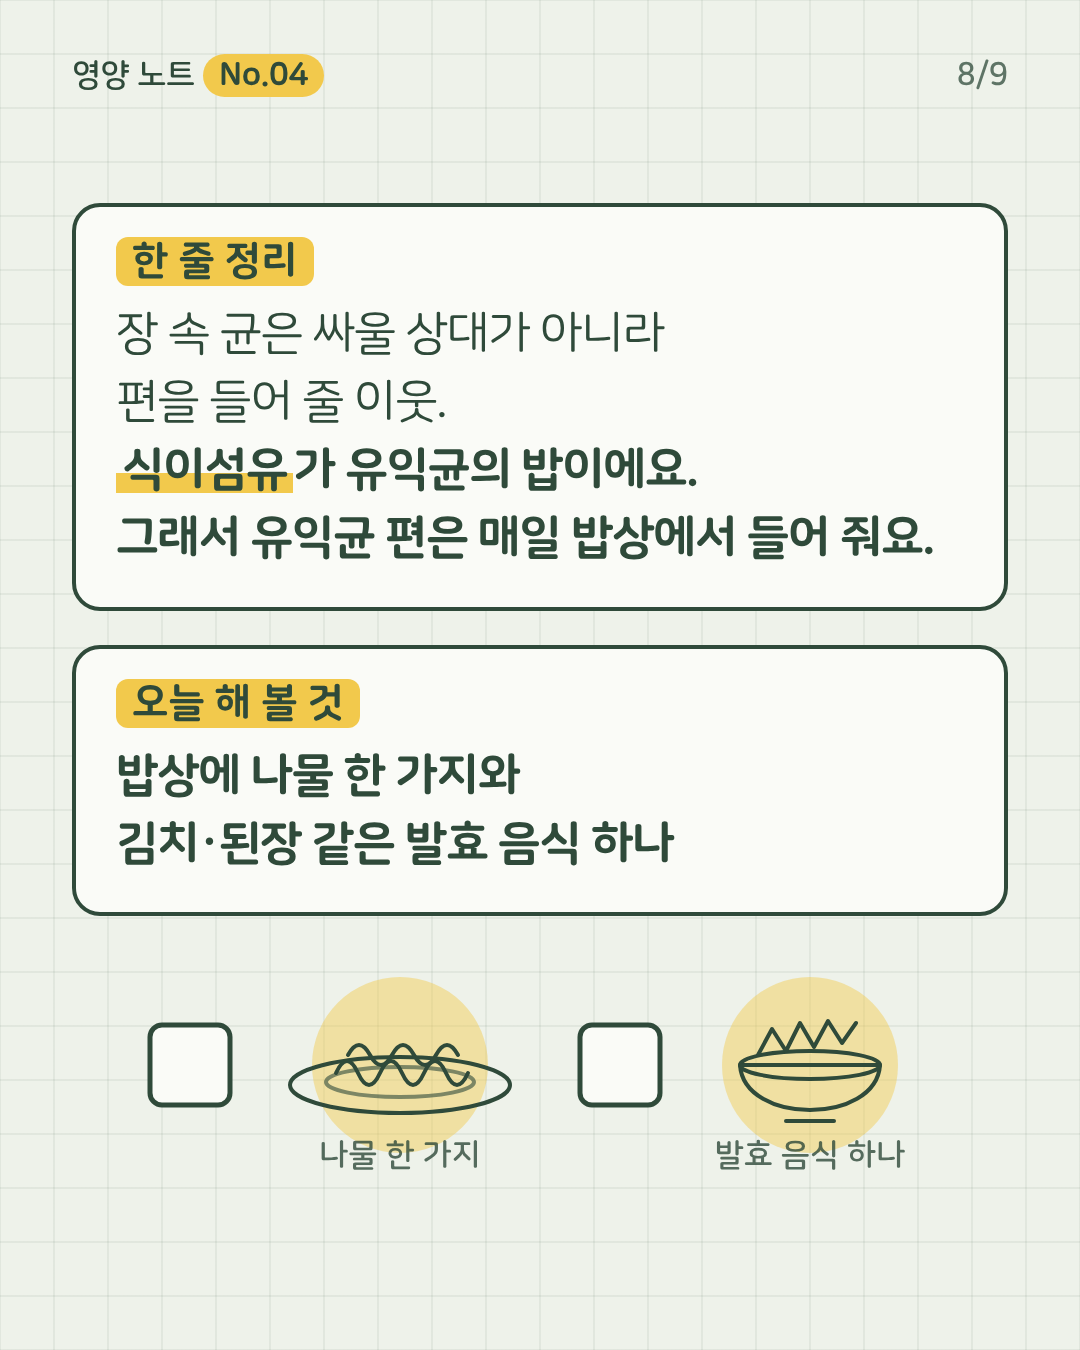 영양 노트 No.04
8/9
한 줄 정리
장 속 균은 싸울 상대가 아니라
편을 들어 줄 이웃.
식이섬유가 유익균의 밥이에요.
그래서 유익균 편은 매일 밥상에서 들어 줘요.
오늘 해 볼 것
밥상에 나물 한 가지와
김치·된장 같은 발효 음식 하나
나물 한 가지
발효 음식 하나